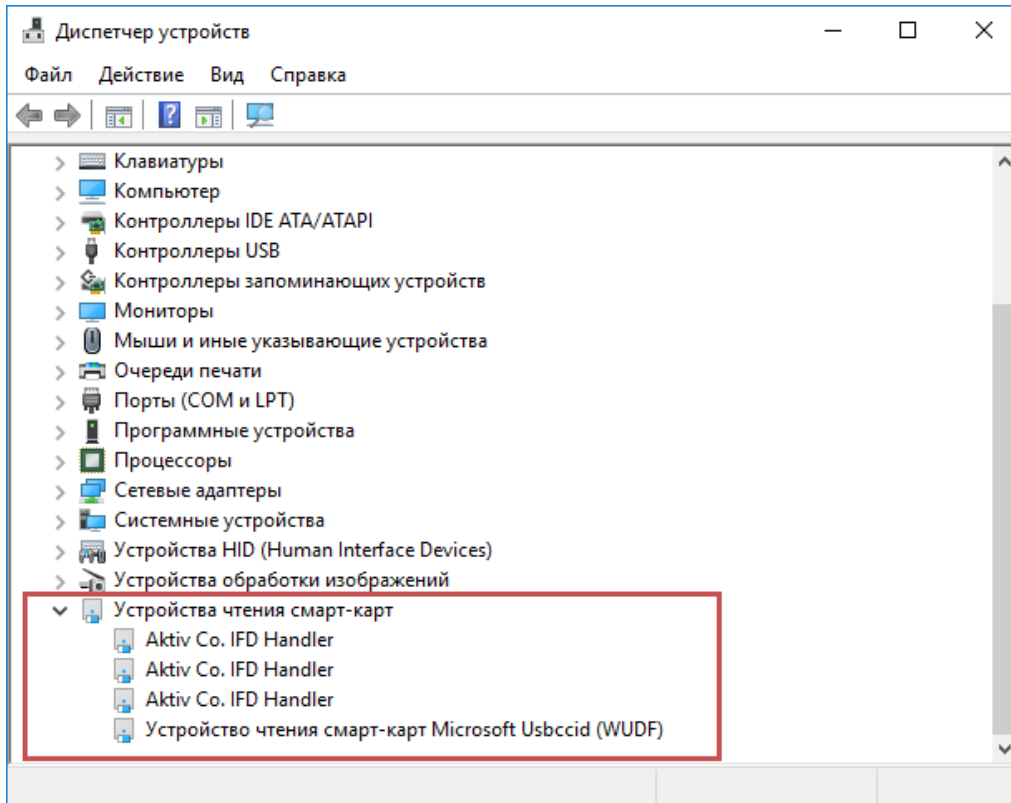 Диспетчер устройств
Файл Действие Вид Справка
Клавиатуры
Компьютер
Контроллеры IDE ATA/ATAPI
Контроллеры USB
Контроллеры запоминающих устройств
Мониторы
Мыши и иные указывающие устройства
Очереди печати
Порты (COM и LPT)
Программные устройства
Процессоры
Сетевые адаптеры
Системные устройства
Устройства HID (Human Interface Devices)
Устройства обработки изображений
Устройства чтения смарт-карт
Aktiv Co. IFD Handler
Aktiv Co. IFD Handler
Aktiv Co. IFD Handler
Устройство чтения смарт-карт Microsoft Usbccid (WUDF)